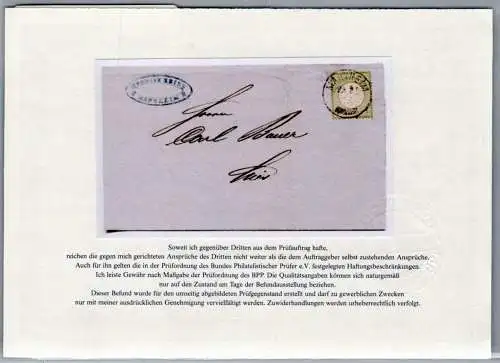 MANNHEIM
MANNHEIM
Herrn
Carl Bauer
hier
Soweit ich gegenüber Dritten aus dem Prüfauftrag hafte,
reichen die gegen mich gerichteten Ansprüche des Dritten nicht weiter als die dem Auftraggeber selbst zustehenden Ansprüche.
Auch für ihn gelten die in der Prüfordnung des Bundes Philatelistischer Prüfer e.V. festgelegten Haftungsbeschränkungen.
Ich leiste Gewähr nach Maßgabe der Prüfordnung des BPP. Die Qualitätsangaben können sich naturgemäß
nur auf den Zustand am Tage der Befundausstellung beziehen.
Dieser Befund wurde für den umseitig abgebildeten Prüfgegenstand erstellt und darf zu gewerblichen Zwecken
nur mit meiner ausdrücklichen Genehmigung vervielfältigt werden. Zuwiderhandlungen werden urheberrechtlich verfolgt.